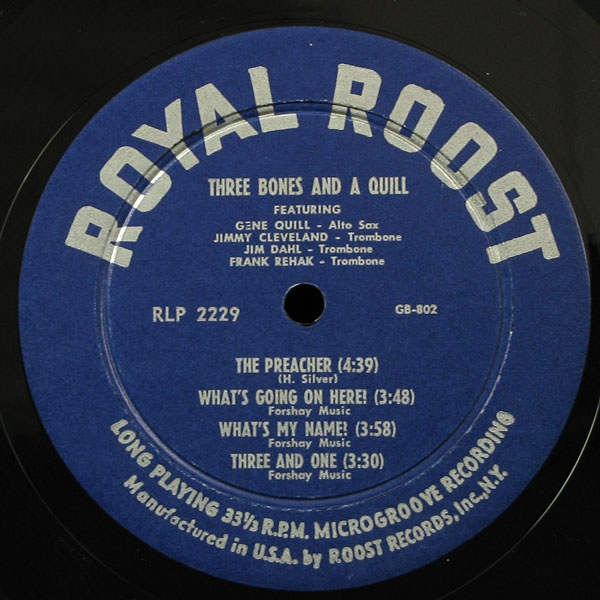 ROYAL ROOST
THREE BONES AND A QUILL
FEATURING
GENE QUILL - Alto Sax
JIMMY CLEVELAND - Trombone
JIM DAHL - Trombone
FRANK REHAK - Trombone
RLP 2229
GB-802
THE PREACHER (4:39)
(H. Silver)
WHAT'S GOING ON HERE! (3:48)
Forshay Music
WHAT'S MY NAME? (3:58)
Forshay Music
THREE AND ONE (3:30)
Forshay Music
LONG PLAYING 33⅓ R.P.M. MICROGROOVE RECORDING
Manufactured in U.S.A. by ROOST RECORDS, Inc., N.Y.